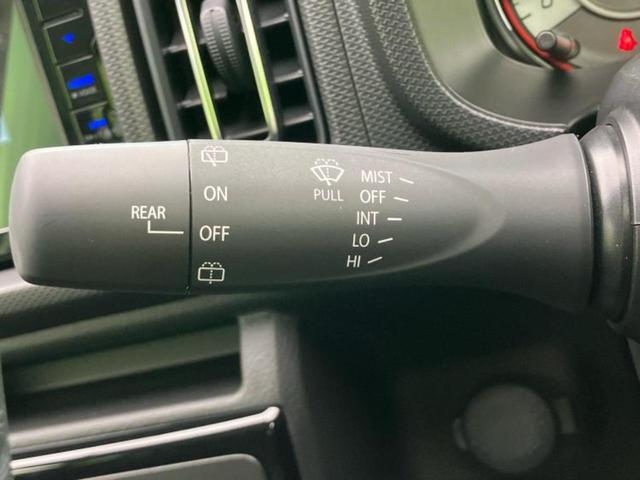 REAR
ON
OFF
PULL
MIST
OFF
INT
LO
HI